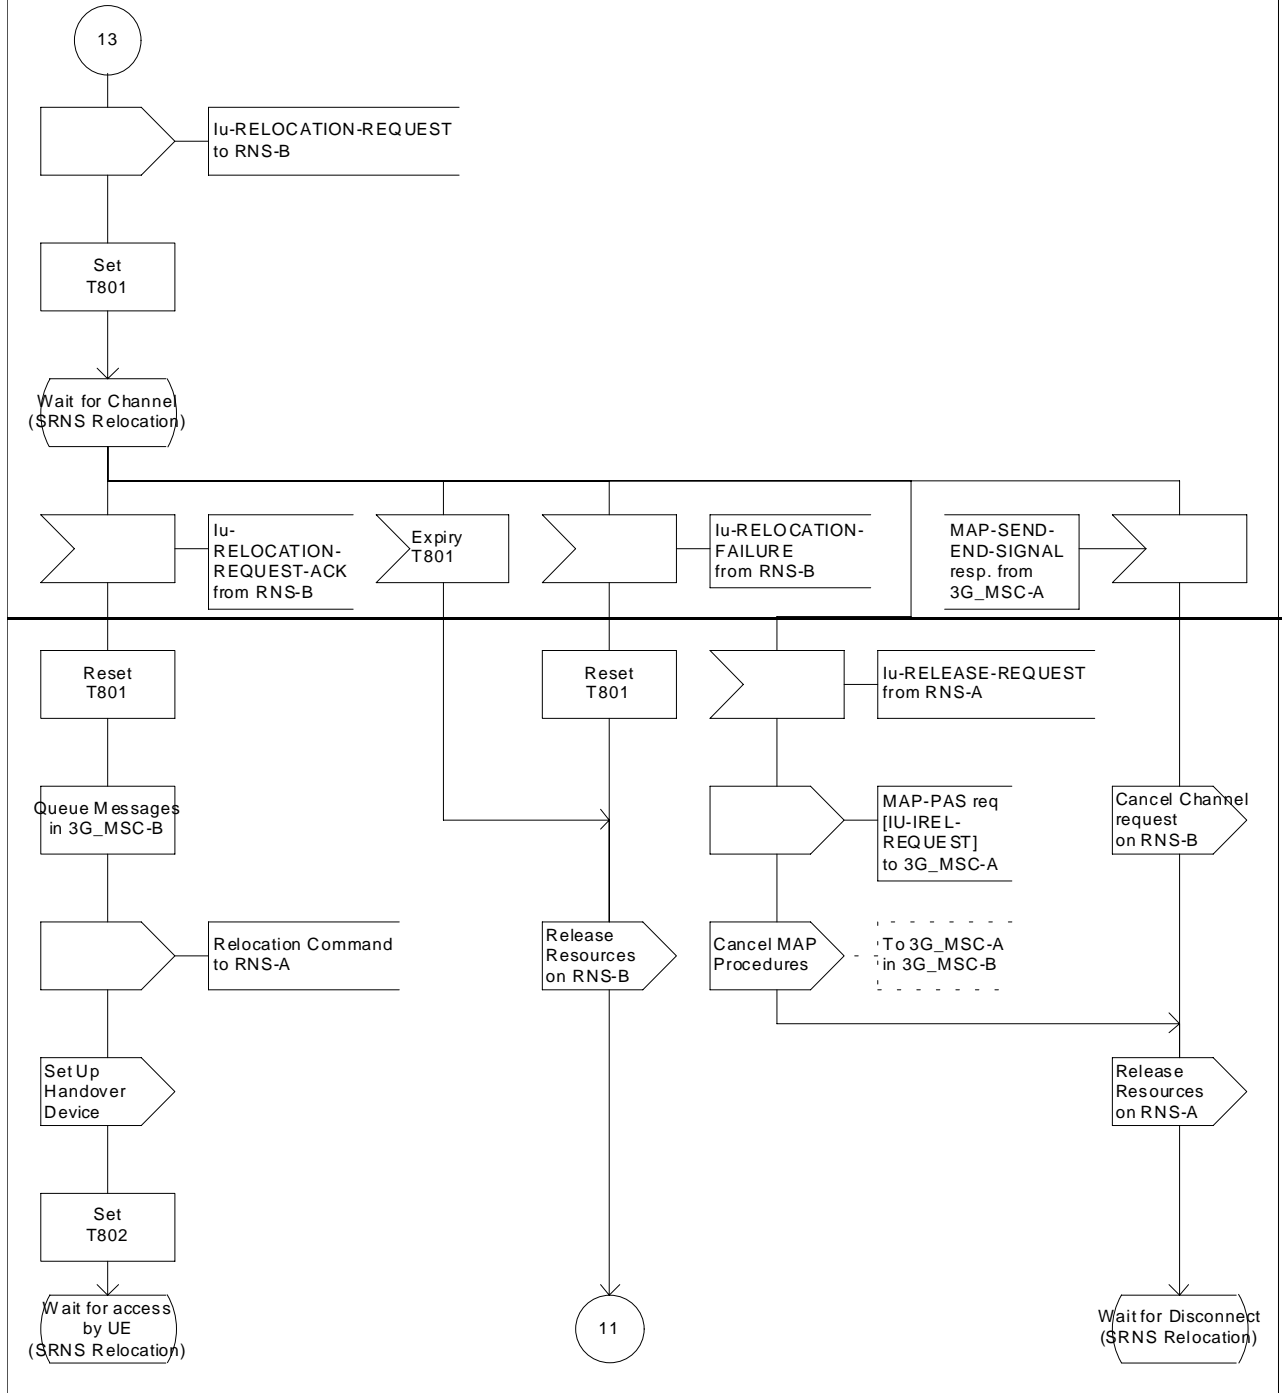 13
Iu-RELOCATION-REQUEST
to RNS-B
Set
T801
Wait for Channel
(SRNS Relocation)
Iu-
RELOCATION-
REQUEST-ACK
from RNS-B
Expiry
T801
Iu-RELOCATION-
FAILURE
from RNS-B
MAP-SEND-
END-SIGNAL
resp. from
3G_MSC-A
Reset
T801
Reset
T801
Iu-RELEASE-REQUEST
from RNS-A
Queue Messages
in 3G_MSC-B
MAP-PAS req
[IU-IREL-
REQUEST]
to 3G_MSC-A
Cancel Channel
request
on RNS-B
Relocation Command
to RNS-A
Release
Resources
on RNS-B
Cancel MAP
Procedures
To 3G_MSC-A
in 3G_MSC-B
Set Up
Handover
Device
Release
Resources
on RNS-A
Set
T802
Wait for access
by UE
(SRNS Relocation)
11
Wait for Disconnect
(SRNS Relocation)